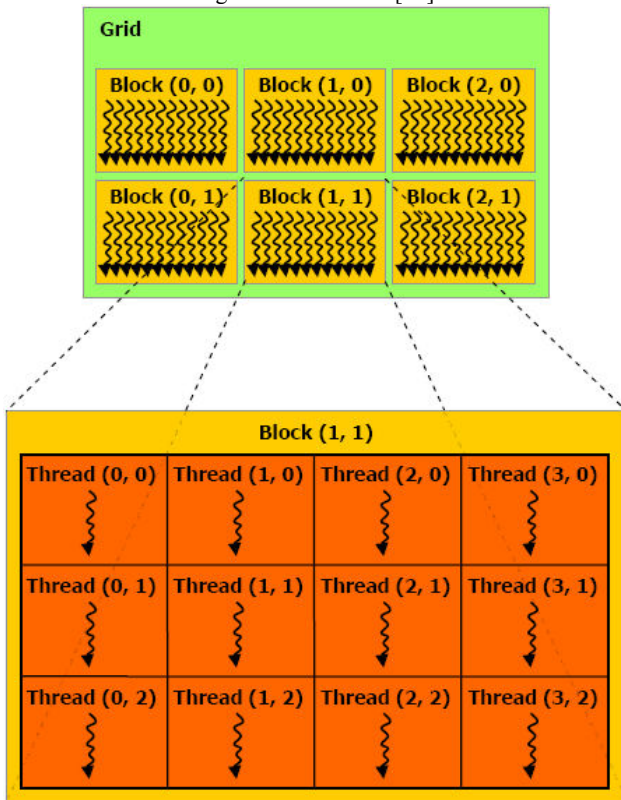 Grid
Block (0, 0) Block (1, 0) Block (2, 0)
Block (0, 1) Block (1, 1) Block (2, 1)
Block (1, 1)
Thread (0, 0) Thread (1, 0) Thread (2, 0) Thread (3, 0)
Thread (0, 1) Thread (1, 1) Thread (2, 1) Thread (3, 1)
Thread (0, 2) Thread (1, 2) Thread (2, 2) Thread (3, 2)